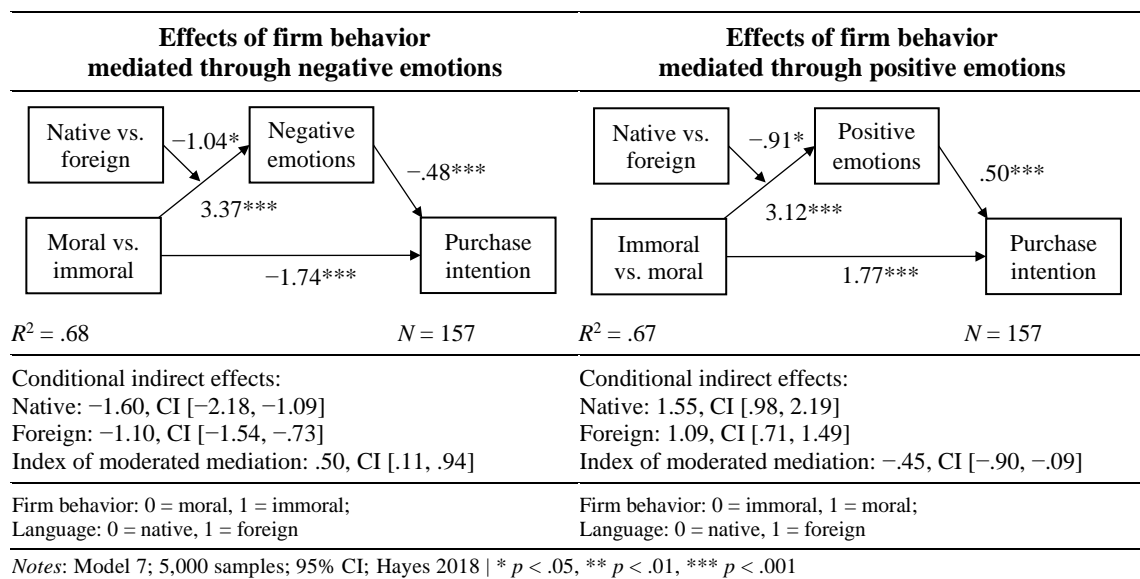 Effects of firm behavior
mediated through negative emotions
Native vs.
foreign
−1.04*
Negative
emotions
−.48***
3.37***
Moral vs.
immoral
−1.74***
Purchase
intention
R² = .68
N = 157
Conditional indirect effects:
Native: −1.60, CI [−2.18, −1.09]
Foreign: −1.10, CI [−1.54, −.73]
Index of moderated mediation: .50, CI [.11, .94]
Firm behavior: 0 = moral, 1 = immoral;
Language: 0 = native, 1 = foreign
Effects of firm behavior
mediated through positive emotions
Native vs.
foreign
−.91*
Positive
emotions
.50***
3.12***
Immoral
vs. moral
1.77***
Purchase
intention
R² = .67
N = 157
Conditional indirect effects:
Native: 1.55, CI [.98, 2.19]
Foreign: 1.09, CI [.71, 1.49]
Index of moderated mediation: −.45, CI [−.90, −.09]
Firm behavior: 0 = immoral, 1 = moral;
Language: 0 = native, 1 = foreign
Notes: Model 7; 5,000 samples; 95% CI; Hayes 2018 | * p < .05, ** p < .01, *** p < .001